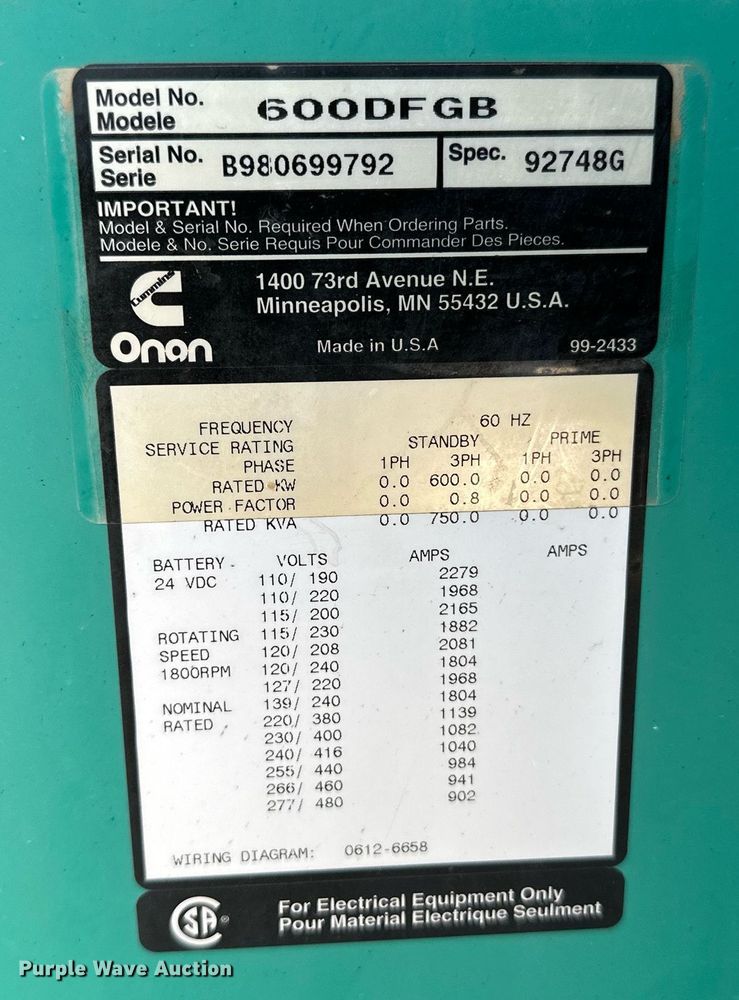 Model No. 600DFGB
Modele
Serial No. B980699792 Spec. 92748G
Serie
IMPORTANT!
Model & Serial No. Required When Ordering Parts.
Modele & No. Serie Requis Pour Commander Des Pieces.
Cummins
1400 73rd Avenue N.E.
Minneapolis, MN 55432 U.S.A.
Onan Made in U.S.A 99-2433
FREQUENCY 60 HZ
SERVICE RATING STANDBY PRIME
PHASE 1PH 3PH 1PH 3PH
RATED KW 0.0 600.0 0.0 0.0
POWER FACTOR 0.0 0.8 0.0 0.0
RATED KVA 0.0 750.0 0.0 0.0
BATTERY VOLTS AMPS AMPS
24 VDC 110/ 190 2279
110/ 220 1968
115/ 200 2165
ROTATING 115/ 230 1882
SPEED 120/ 208 2081
1800RPM 120/ 240 1804
127/ 220 1968
NOMINAL 139/ 240 1804
RATED 220/ 380 1139
230/ 400 1082
240/ 416 1040
255/ 440 984
266/ 460 941
277/ 480 902
WIRING DIAGRAM: 0612-6658
SA ® For Electrical Equipment Only
Pour Material Electrique Seulment
Purple Wave Auction